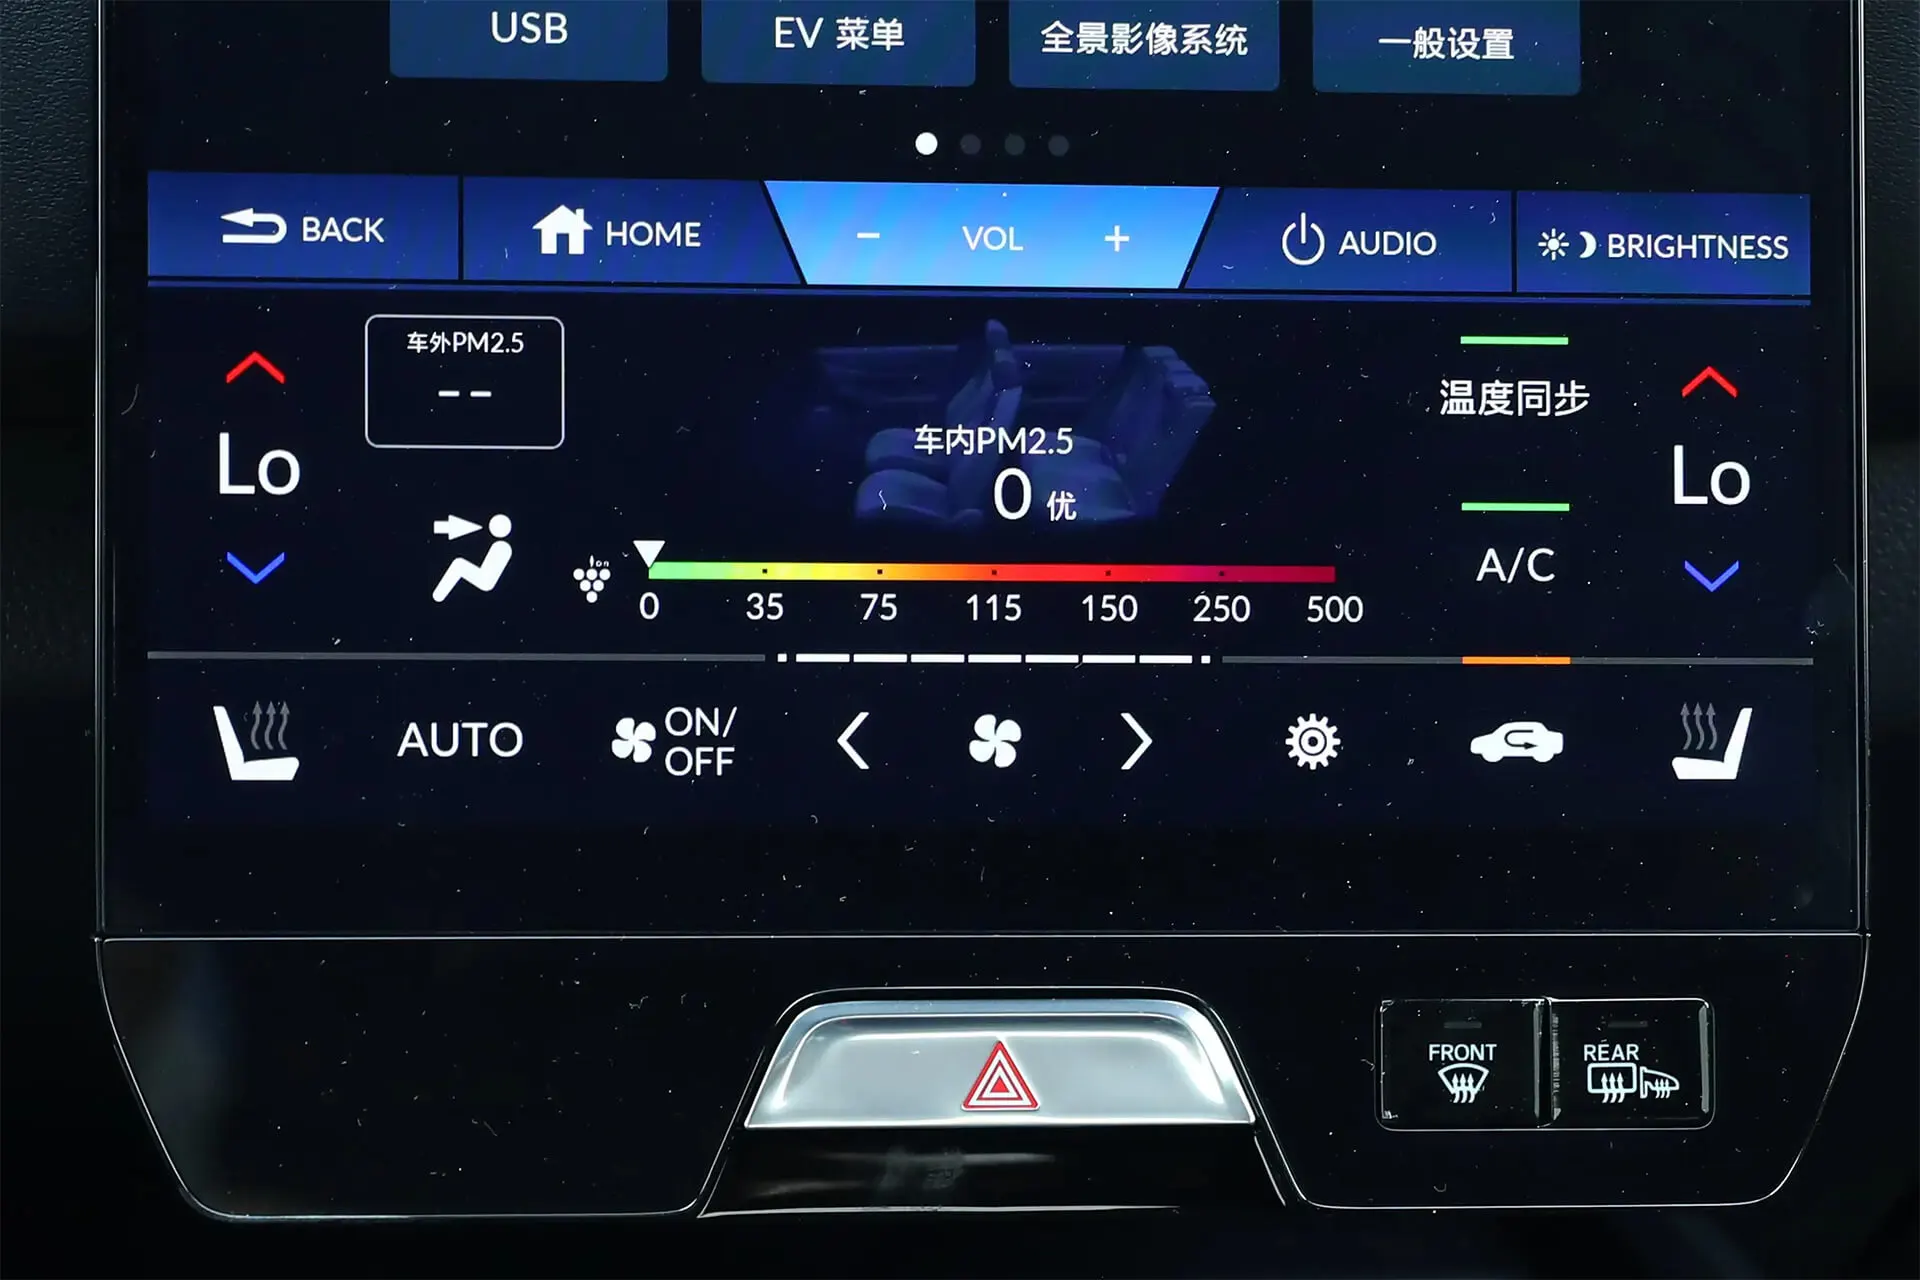 USB
EV 菜单
全景影像系统
一般设置
BACK
HOME
− VOL +
AUDIO
BRIGHTNESS
车外PM2.5
--
Lo
车内PM2.5
0 优
温度同步
Lo
A/C
Ion
0 35 75 115 150 250 500
AUTO
ON/
OFF
FRONT
REAR